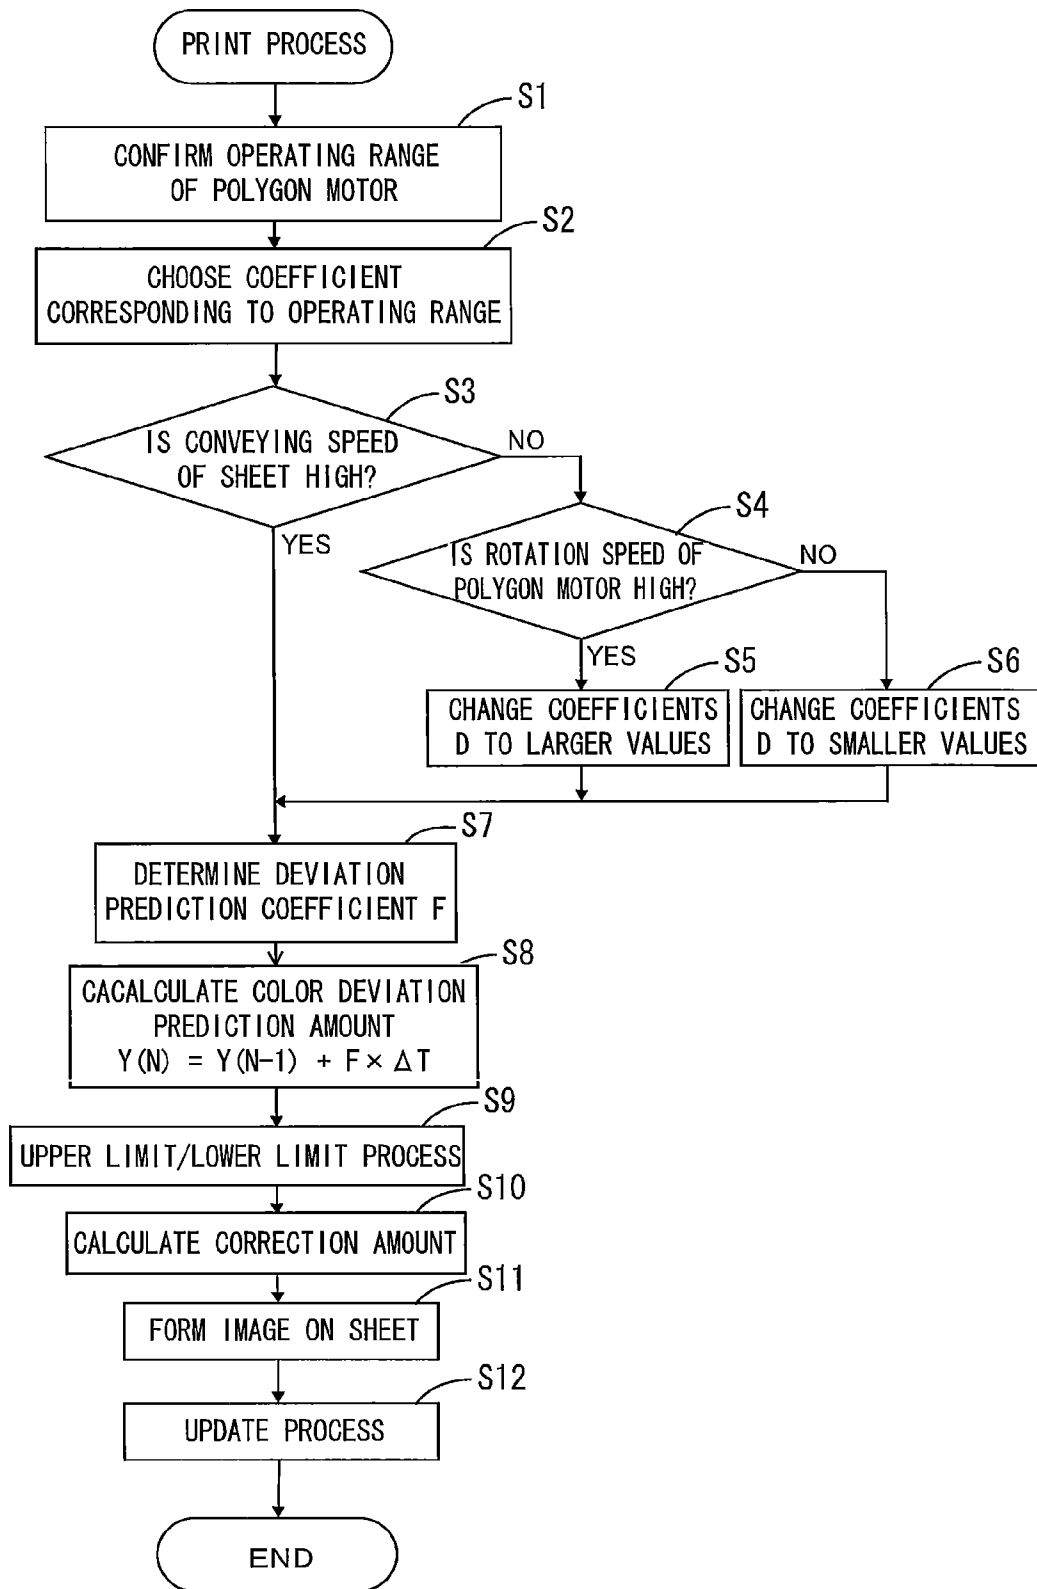 PRINT PROCESS
S1
CONFIRM OPERATING RANGE
OF POLYGON MOTOR
S2
CHOOSE COEFFICIENT
CORRESPONDING TO OPERATING RANGE
S3
IS CONVEYING SPEED
OF SHEET HIGH?
NO
YES
S4
IS ROTATION SPEED OF
POLYGON MOTOR HIGH?
NO
YES
S5
CHANGE COEFFICIENTS
D TO LARGER VALUES
S6
CHANGE COEFFICIENTS
D TO SMALLER VALUES
S7
DETERMINE DEVIATION
PREDICTION COEFFICIENT F
S8
CACALCULATE COLOR DEVIATION
PREDICTION AMOUNT
Y(N) = Y(N-1) + F × ΔT
S9
UPPER LIMIT/LOWER LIMIT PROCESS
S10
CALCULATE CORRECTION AMOUNT
S11
FORM IMAGE ON SHEET
S12
UPDATE PROCESS
END